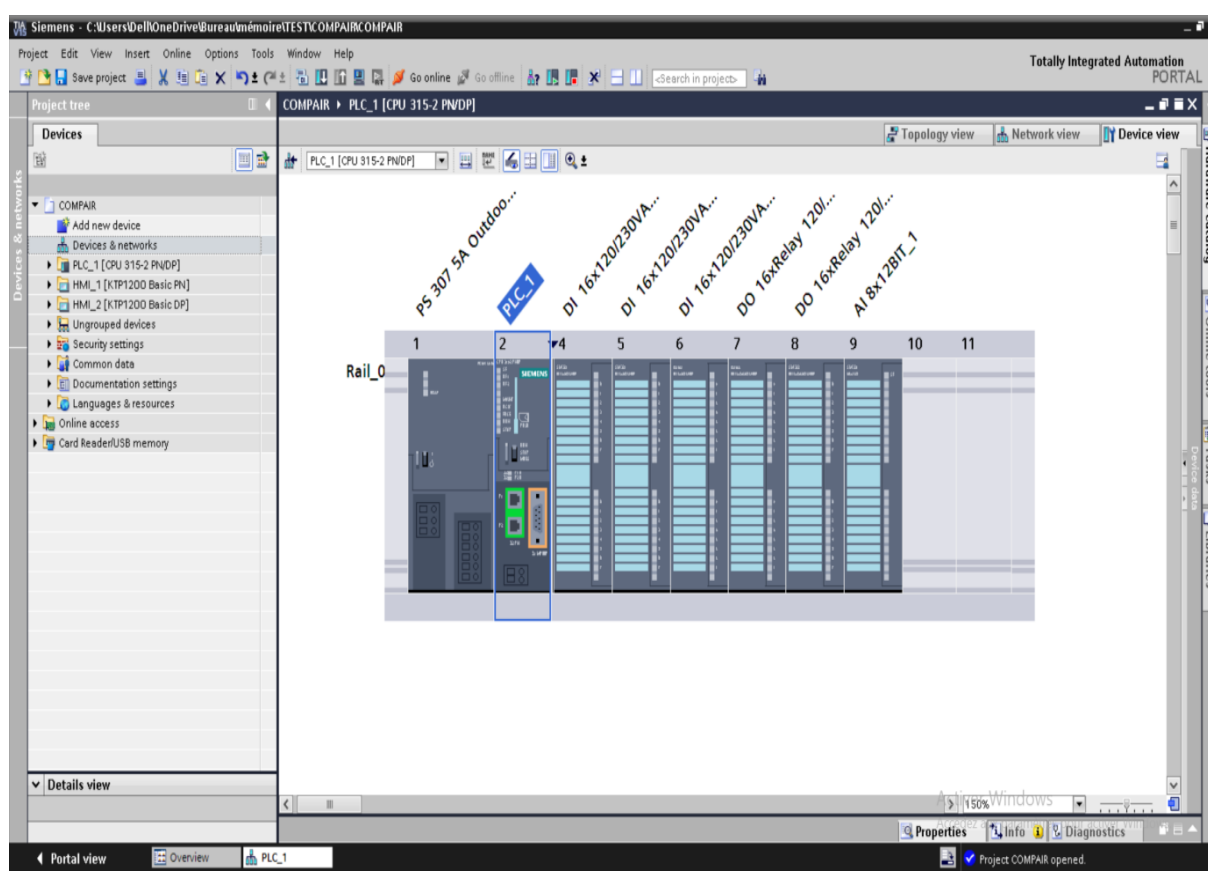 Siemens - C:\Users\Dell\OneDrive\Bureau\mémoire\TEST\COMPAIR\COMPAIR
Project Edit View Insert Online Options Tools Window Help
Totally Integrated Automation
PORTAL
Save project
Go online
Go offline
<Search in project>
Project tree
COMPAIR ▸ PLC_1 [CPU 315-2 PN/DP]
Devices
Topology view
Network view
Device view
PLC_1 [CPU 315-2 PN/DP]
COMPAIR
Add new device
Devices & networks
PLC_1 [CPU 315-2 PN/DP]
HMI_1 [KTP1200 Basic PN]
HMI_2 [KTP1200 Basic DP]
Ungrouped devices
Security settings
Common data
Documentation settings
Languages & resources
Online access
Card Reader/USB memory
Devices & networks
PS 307 5A Outdoo...
PLC_1
DI 16x120/230VA...
DI 16x120/230VA...
DI 16x120/230VA...
DO 16xRelay 120/...
DO 16xRelay 120/...
AI 8x12BIT_1
1 2 4 5 6 7 8 9 10 11
Rail_0
SIEMENS
Device data
Details view
150%
Windows
Properties
Info
Diagnostics
Portal view
Overview
PLC_1
Project COMPAIR opened.